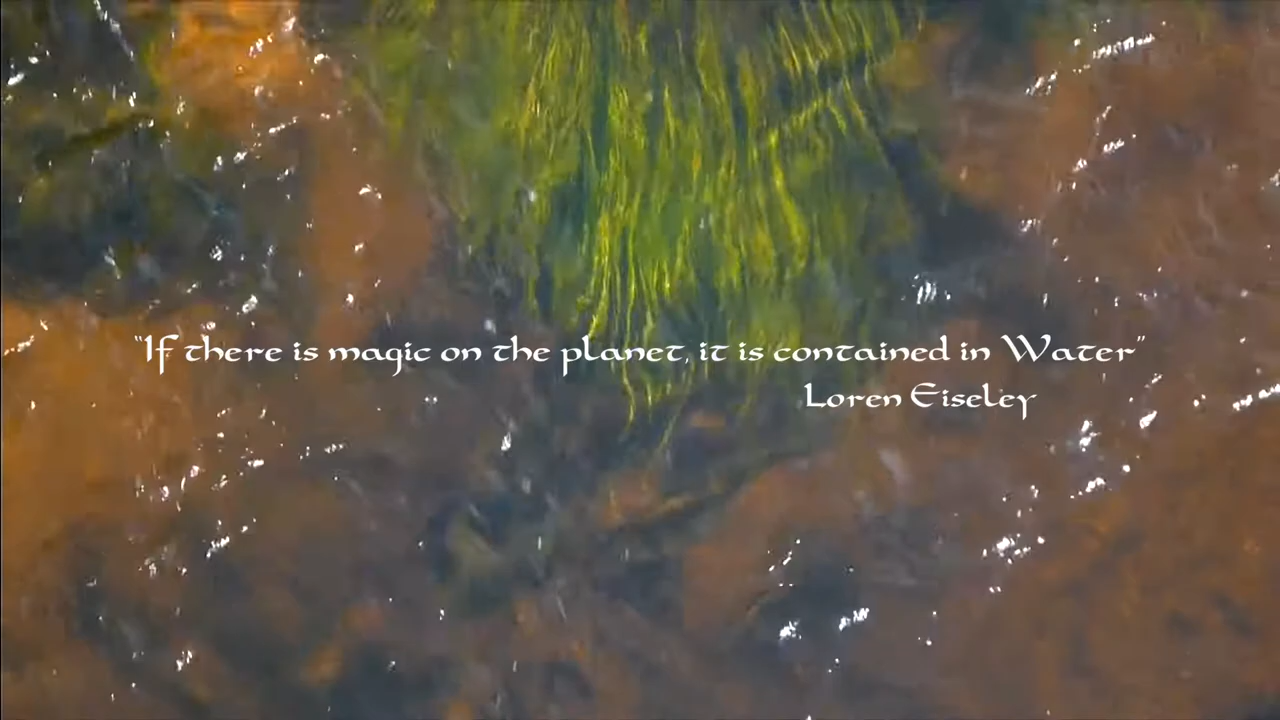 "If there is magic on the planet, it is contained in Water"
Loren Eiseley